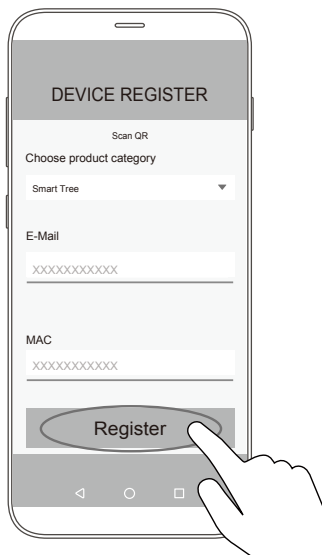 DEVICE REGISTER
Scan QR
Choose product category
Smart Tree
E-Mail
XXXXXXXXXXX
MAC
XXXXXXXXXXX
Register